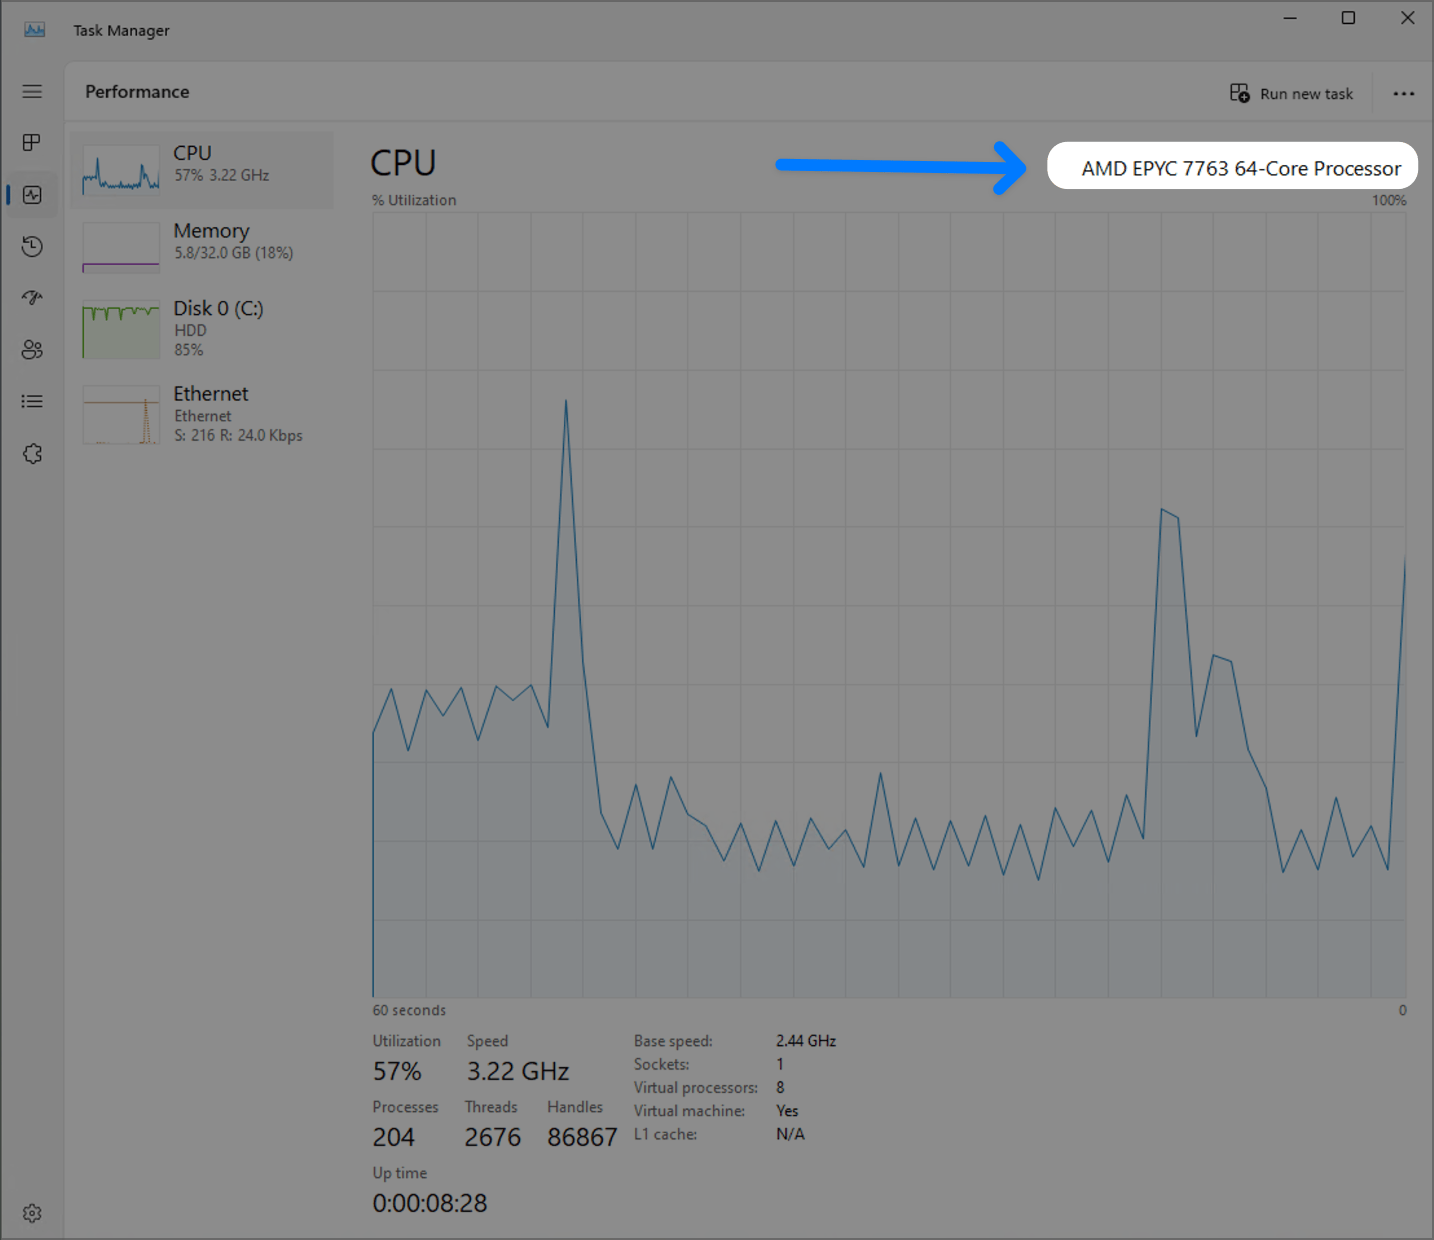 Task Manager
Performance
Run new task
CPU
57% 3.22 GHz
Memory
5.8/32.0 GB (18%)
Disk 0 (C:)
HDD
85%
Ethernet
Ethernet
S: 216 R: 24.0 Kbps
CPU
AMD EPYC 7763 64-Core Processor
% Utilization
100%
60 seconds
0
Utilization
57%
Speed
3.22 GHz
Processes
204
Threads
2676
Handles
86867
Up time
0:00:08:28
Base speed: 2.44 GHz
Sockets: 1
Virtual processors: 8
Virtual machine: Yes
L1 cache: N/A